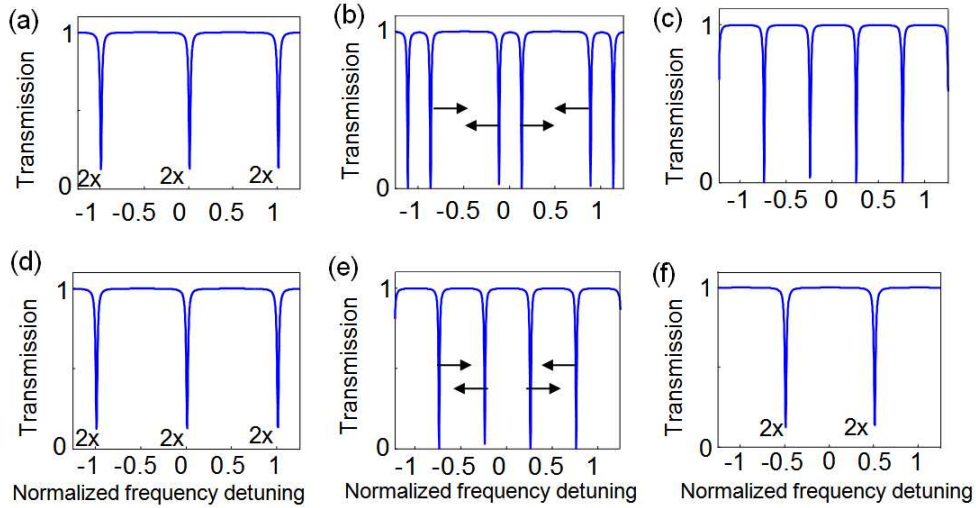 (a)
Transmission
1
0
2x 2x 2x
-1 -0.5 0 0.5 1
(b)
Transmission
1
0
-1 -0.5 0 0.5 1
(c)
Transmission
1
0
-1 -0.5 0 0.5 1
(d)
Transmission
1
0
2x 2x 2x
-1 -0.5 0 0.5 1
Normalized frequency detuning
(e)
Transmission
1
0
-1 -0.5 0 0.5 1
Normalized frequency detuning
(f)
Transmission
1
0
2x 2x
-1 -0.5 0 0.5 1
Normalized frequency detuning